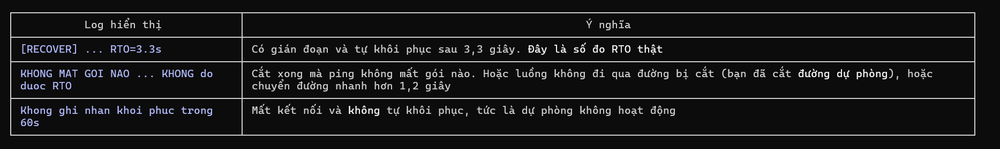 Log hiển thị
Ý nghĩa
[RECOVER] ... RTO=3.3s
Có gián đoạn và tự khôi phục sau 3,3 giây. Đây là số đo RTO thật
KHONG MAT GOI NAO ... KHONG do
duoc RTO
Cắt xong mà ping không mất gói nào. Hoặc luồng không đi qua đường bị cắt (bạn đã cắt đường dự phòng), hoặc
chuyển đường nhanh hơn 1,2 giây
Khong ghi nhan khoi phuc trong
60s
Mất kết nối và không tự khôi phục, tức là dự phòng không hoạt động